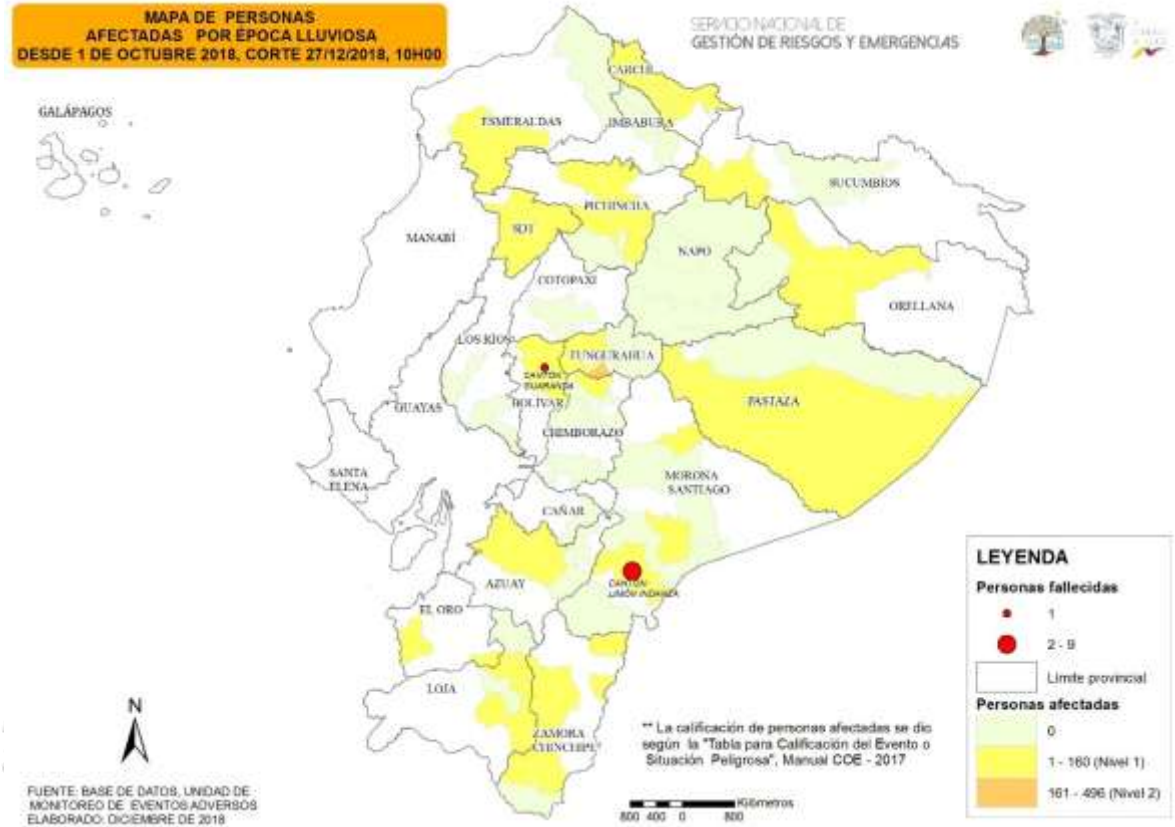 MAPA DE PERSONAS
AFECTADAS POR ÉPOCA LLUVIOSA
DESDE 1 DE OCTUBRE 2018, CORTE 27/12/2018, 10H00
SERVICIO NACIONAL DE
GESTIÓN DE RIESGOS Y EMERGENCIAS
GALÁPAGOS
CARCHI
ESMERALDAS
IMBABURA
SUCUMBIOS
PICHINCHA
SDT
MANABÍ
NAPO
COTOPAXI
ORELLANA
LOS RIOS
TUNGURAHUA
CANTON
GUARANDA
BOLÍVAR
PASTAZA
GUAYAS
CHIMBORAZO
SANTA
ELENA
MORONA
SANTIAGO
CAÑAR
AZUAY
CANTON
LIMÓN INDANZA
EL ORO
LOJA
ZAMORA
CHINCHIPE
N
LEYENDA
Personas fallecidas
1
2 - 9
Límite provincial
Personas afectadas
0
1 - 160 (Nivel 1)
161 - 496 (Nivel 2)
** La calificación de personas afectadas se dio
según la "Tabla para Calificación del Evento o
Situación Peligrosa", Manual COE - 2017
Kilómetros
800 400 0 800
FUENTE: BASE DE DATOS, UNIDAD DE
MONITOREO DE EVENTOS ADVERSOS
ELABORADO: DICIEMBRE DE 2018